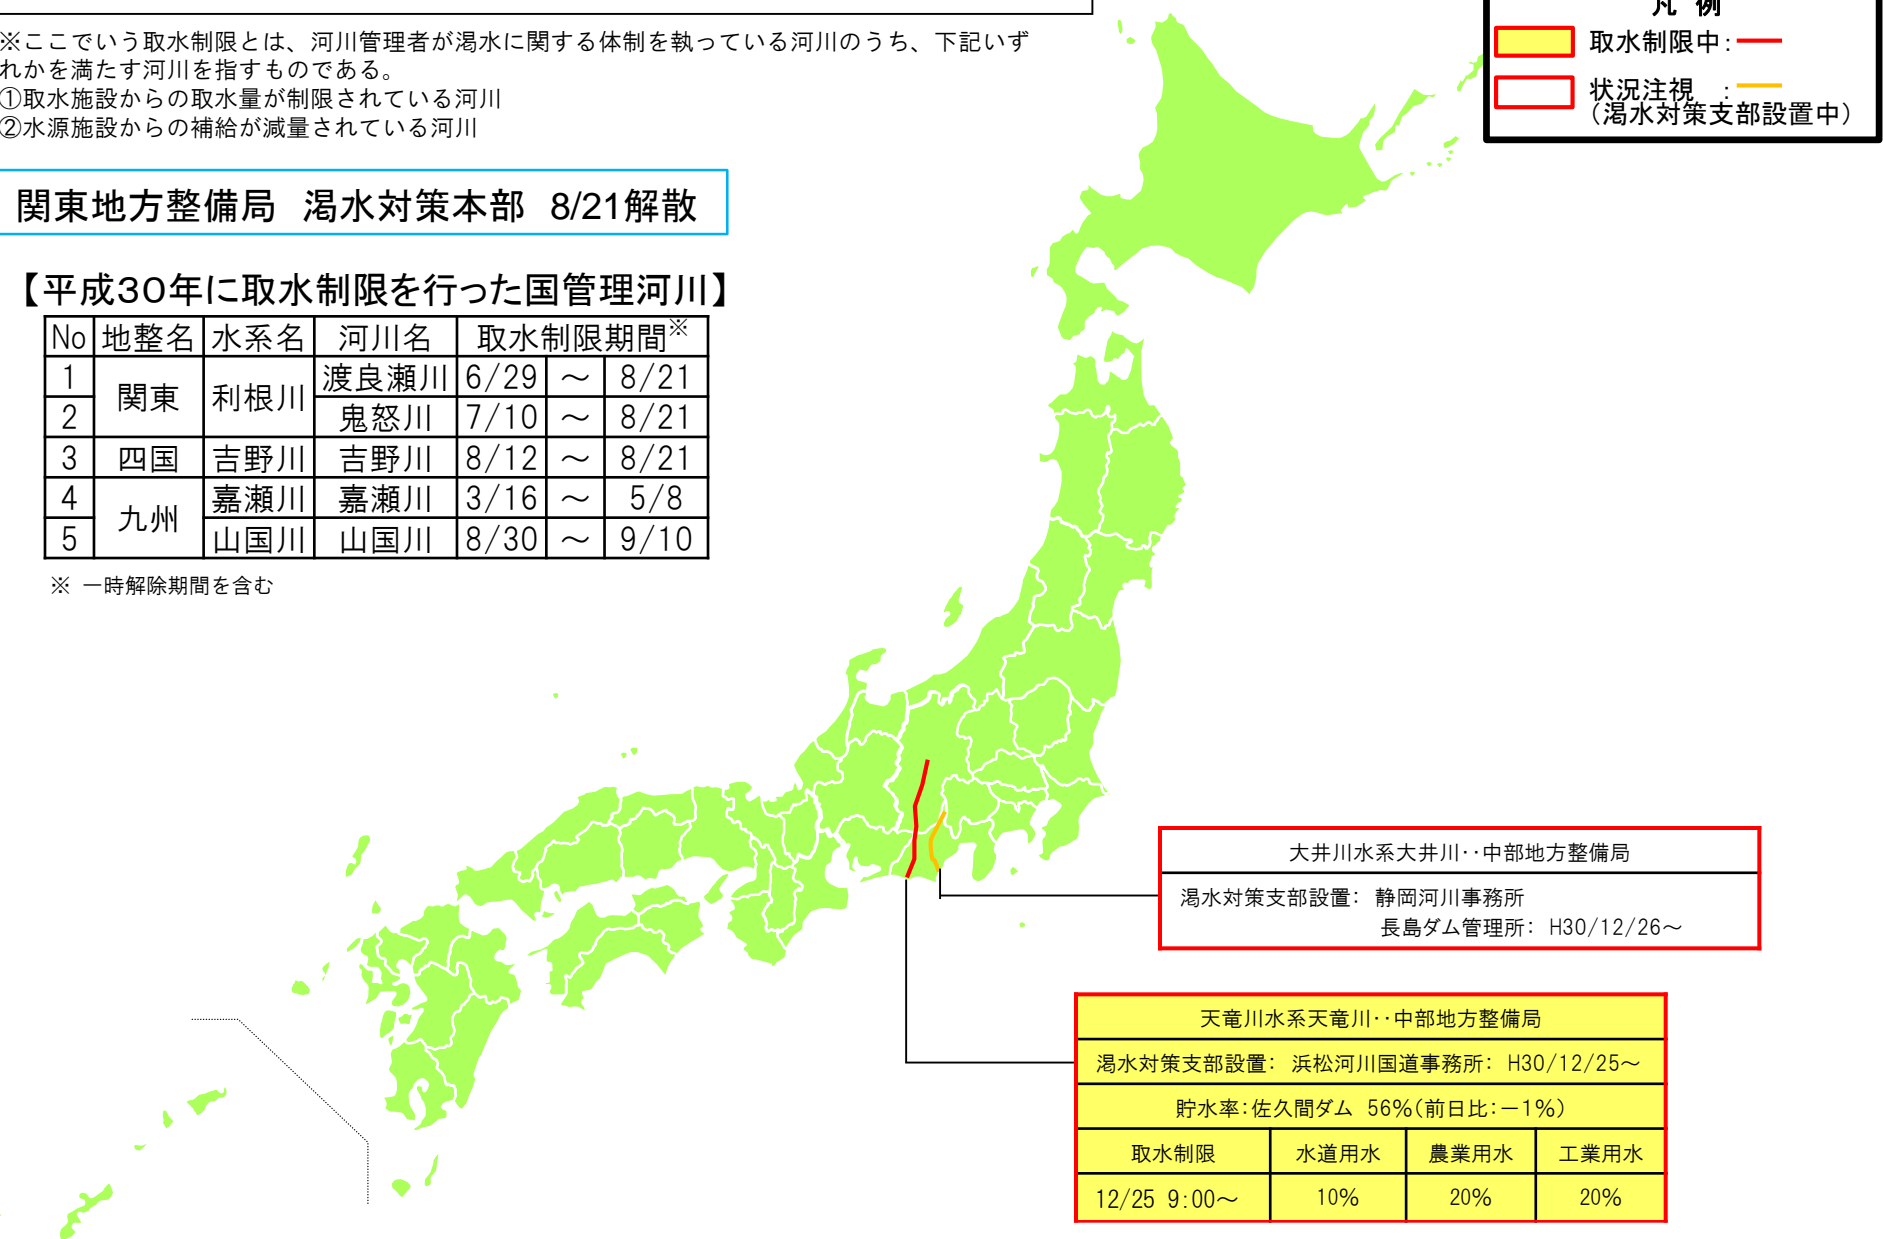 ※ここでいう取水制限とは、河川管理者が渇水に関する体制を執っている河川のうち、下記いず
れかを満たす河川を指すものである。
①取水施設からの取水量が制限されている河川
②水源施設からの補給が減量されている河川
凡 例
取水制限中:
状況注視 :
(渇水対策支部設置中)
関東地方整備局 渇水対策本部 8/21解散
【平成30年に取水制限を行った国管理河川】
No 地整名 水系名 河川名 取水制限期間※
1 関東 利根川 渡良瀬川 6/29 ～ 8/21
2 鬼怒川 7/10 ～ 8/21
3 四国 吉野川 吉野川 8/12 ～ 8/21
4 九州 嘉瀬川 嘉瀬川 3/16 ～ 5/8
5 山国川 山国川 8/30 ～ 9/10
※ 一時解除期間を含む
大井川水系大井川‥中部地方整備局
渇水対策支部設置: 静岡河川事務所
長島ダム管理所: H30/12/26～
天竜川水系天竜川‥中部地方整備局
渇水対策支部設置: 浜松河川国道事務所: H30/12/25～
貯水率:佐久間ダム 56%(前日比:－1%)
取水制限 水道用水 農業用水 工業用水
12/25 9:00～ 10% 20% 20%